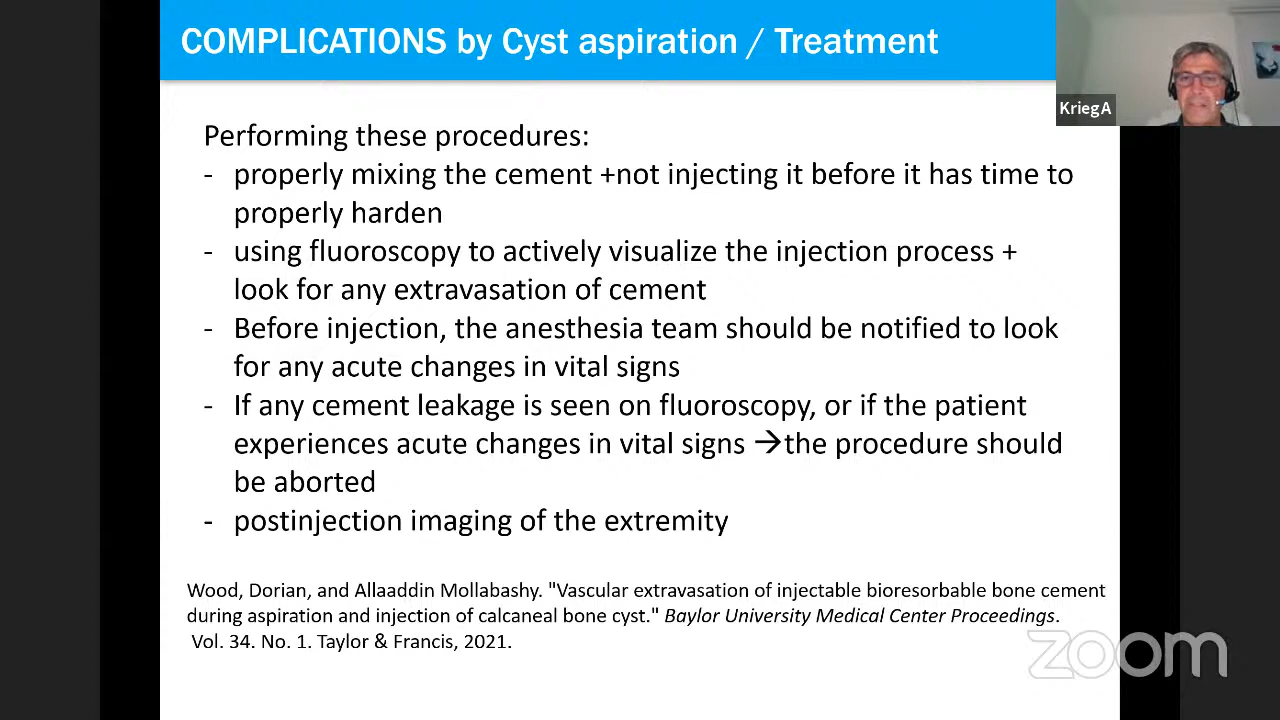 COMPLICATIONS by Cyst aspiration / Treatment
KriegA
Performing these procedures:
- properly mixing the cement +not injecting it before it has time to
properly harden
- using fluoroscopy to actively visualize the injection process +
look for any extravasation of cement
- Before injection, the anesthesia team should be notified to look
for any acute changes in vital signs
- If any cement leakage is seen on fluoroscopy, or if the patient
experiences acute changes in vital signs →the procedure should
be aborted
- postinjection imaging of the extremity
Wood, Dorian, and Allaaddin Mollabashy. "Vascular extravasation of injectable bioresorbable bone cement
during aspiration and injection of calcaneal bone cyst." Baylor University Medical Center Proceedings.
Vol. 34. No. 1. Taylor & Francis, 2021.
zoom